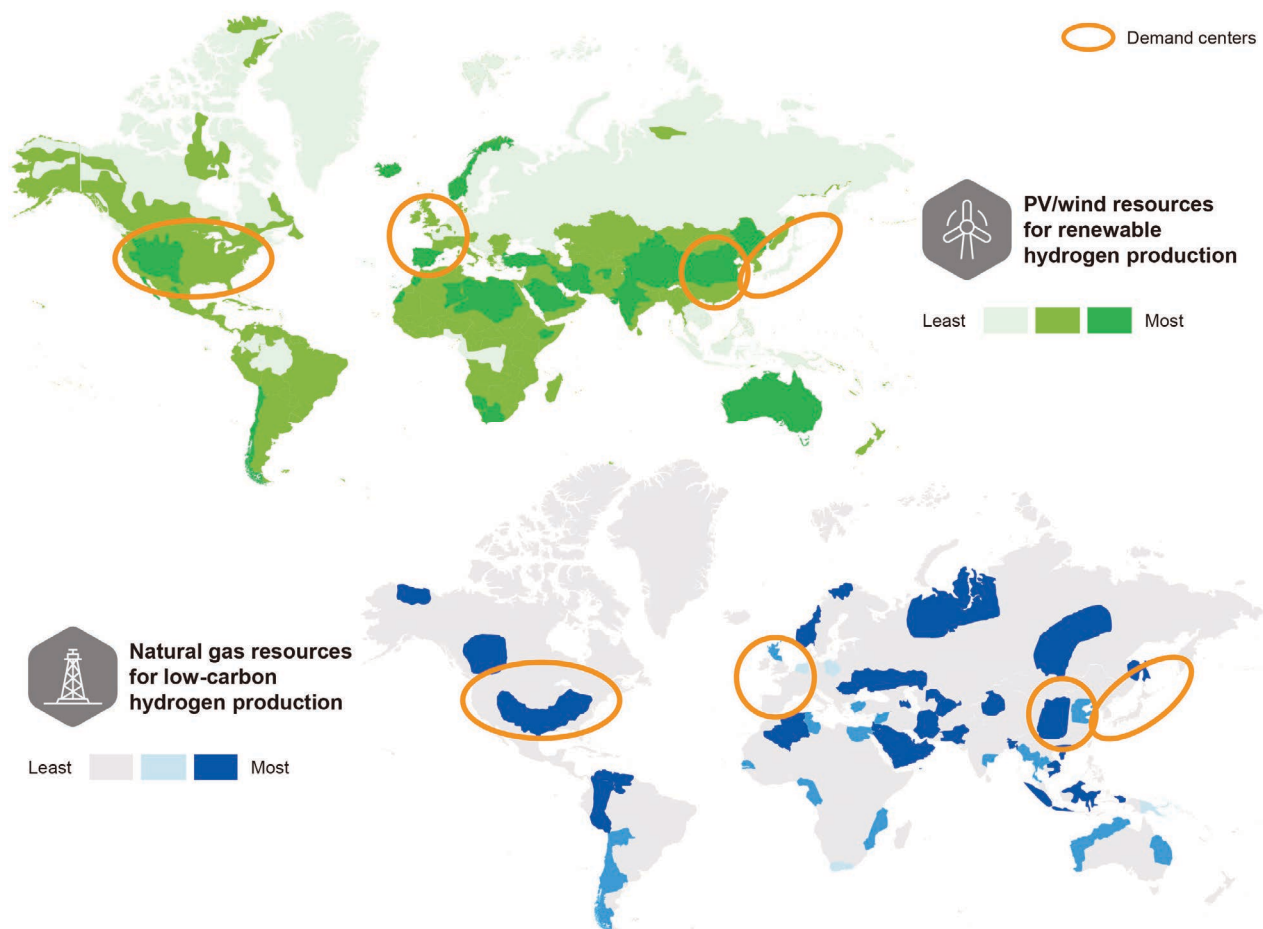 Demand centers
PV/wind resources
for renewable
hydrogen production
Least Most
Natural gas resources
for low-carbon
hydrogen production
Least Most